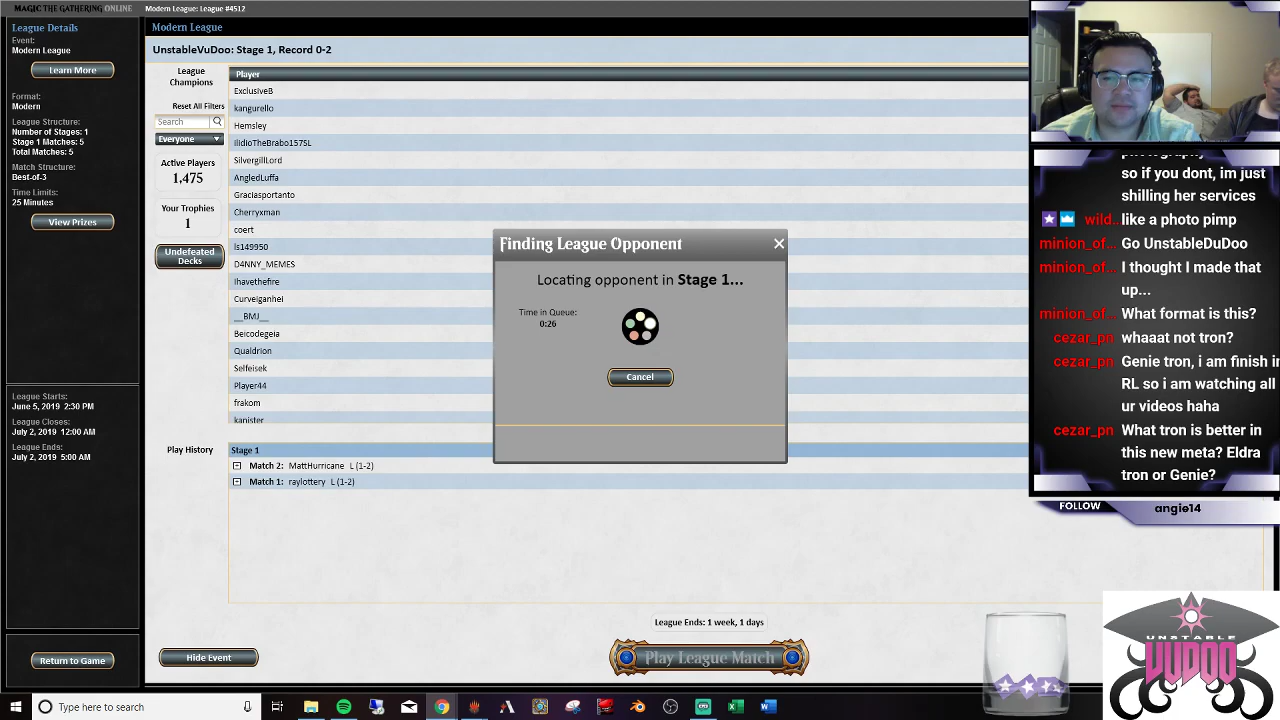 MAGIC THE GATHERING ONLINE
Modern League: League #4512
League Details
Event:
Modern League
Learn More
Format:
Modern
League Structure:
Number of Stages: 1
Stage 1 Matches: 5
Total Matches: 5
Match Structure:
Best-of-3
Time Limits:
25 Minutes
View Prizes
League Starts:
June 5, 2019 2:30 PM
League Closes:
July 2, 2019 12:00 AM
League Ends:
July 2, 2019 5:00 AM
Return to Game
Modern League
UnstableVuDoo: Stage 1, Record 0-2
League
Champions
Reset All Filters
Search
Everyone
Active Players
1,475
Your Trophies
1
Undefeated
Decks
Player
ExclusiveB
kangurello
Hemsley
IlidioTheBrabo157SL
SilvergillLord
AngledLuffa
Graciasportanto
Cherryxman
coert
ls149950
D4NNY_MEMES
Ihavethefire
Curveiganhei
__BMJ__
Beicodegeia
Qualdrion
Selfeisek
Player44
frakom
kanister
Finding League Opponent
Locating opponent in Stage 1...
Time in Queue:
0:26
Cancel
Play History
Stage 1
Match 2: MattHurricane L (1-2)
Match 1: raylottery L (1-2)
League Ends: 1 week, 1 days
Hide Event
Play League Match
photography
so if you dont, im just
shilling her services
wild.. like a photo pimp
minion_of... Go UnstableDuDoo
minion_of... I thought I made that
up...
minion_of... What format is this?
cezar_pn whaaat not tron?
cezar_pn Genie tron, i am finish in
RL so i am watching all
ur videos haha
cezar_pn What tron is better in
this new meta? Eldra
tron or Genie?
FOLLOW angie14
UNSTABLE
VUDOO
Type here to search